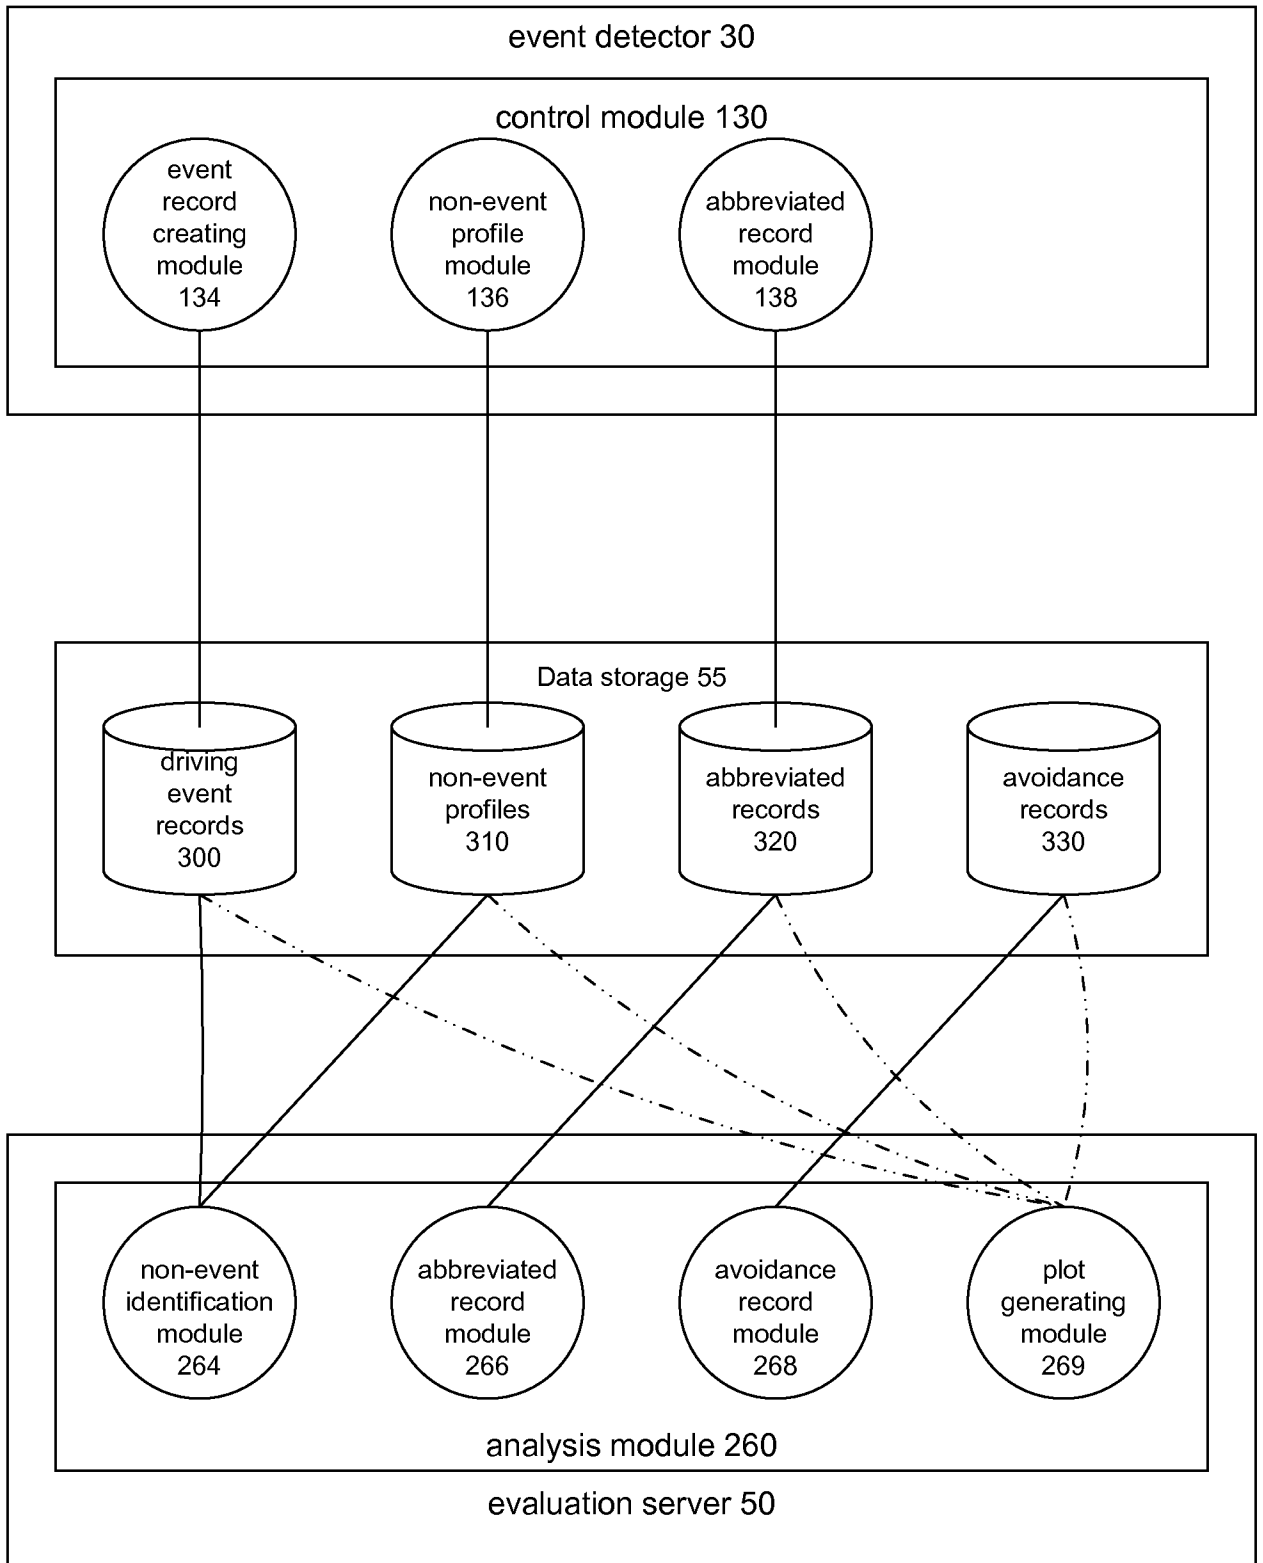 event detector 30
control module 130
event
record
creating
module
134
non-event
profile
module
136
abbreviated
record
module
138
Data storage 55
driving
event
records
300
non-event
profiles
310
abbreviated
records
320
avoidance
records
330
non-event
identification
module
264
abbreviated
record
module
266
avoidance
record
module
268
plot
generating
module
269
analysis module 260
evaluation server 50